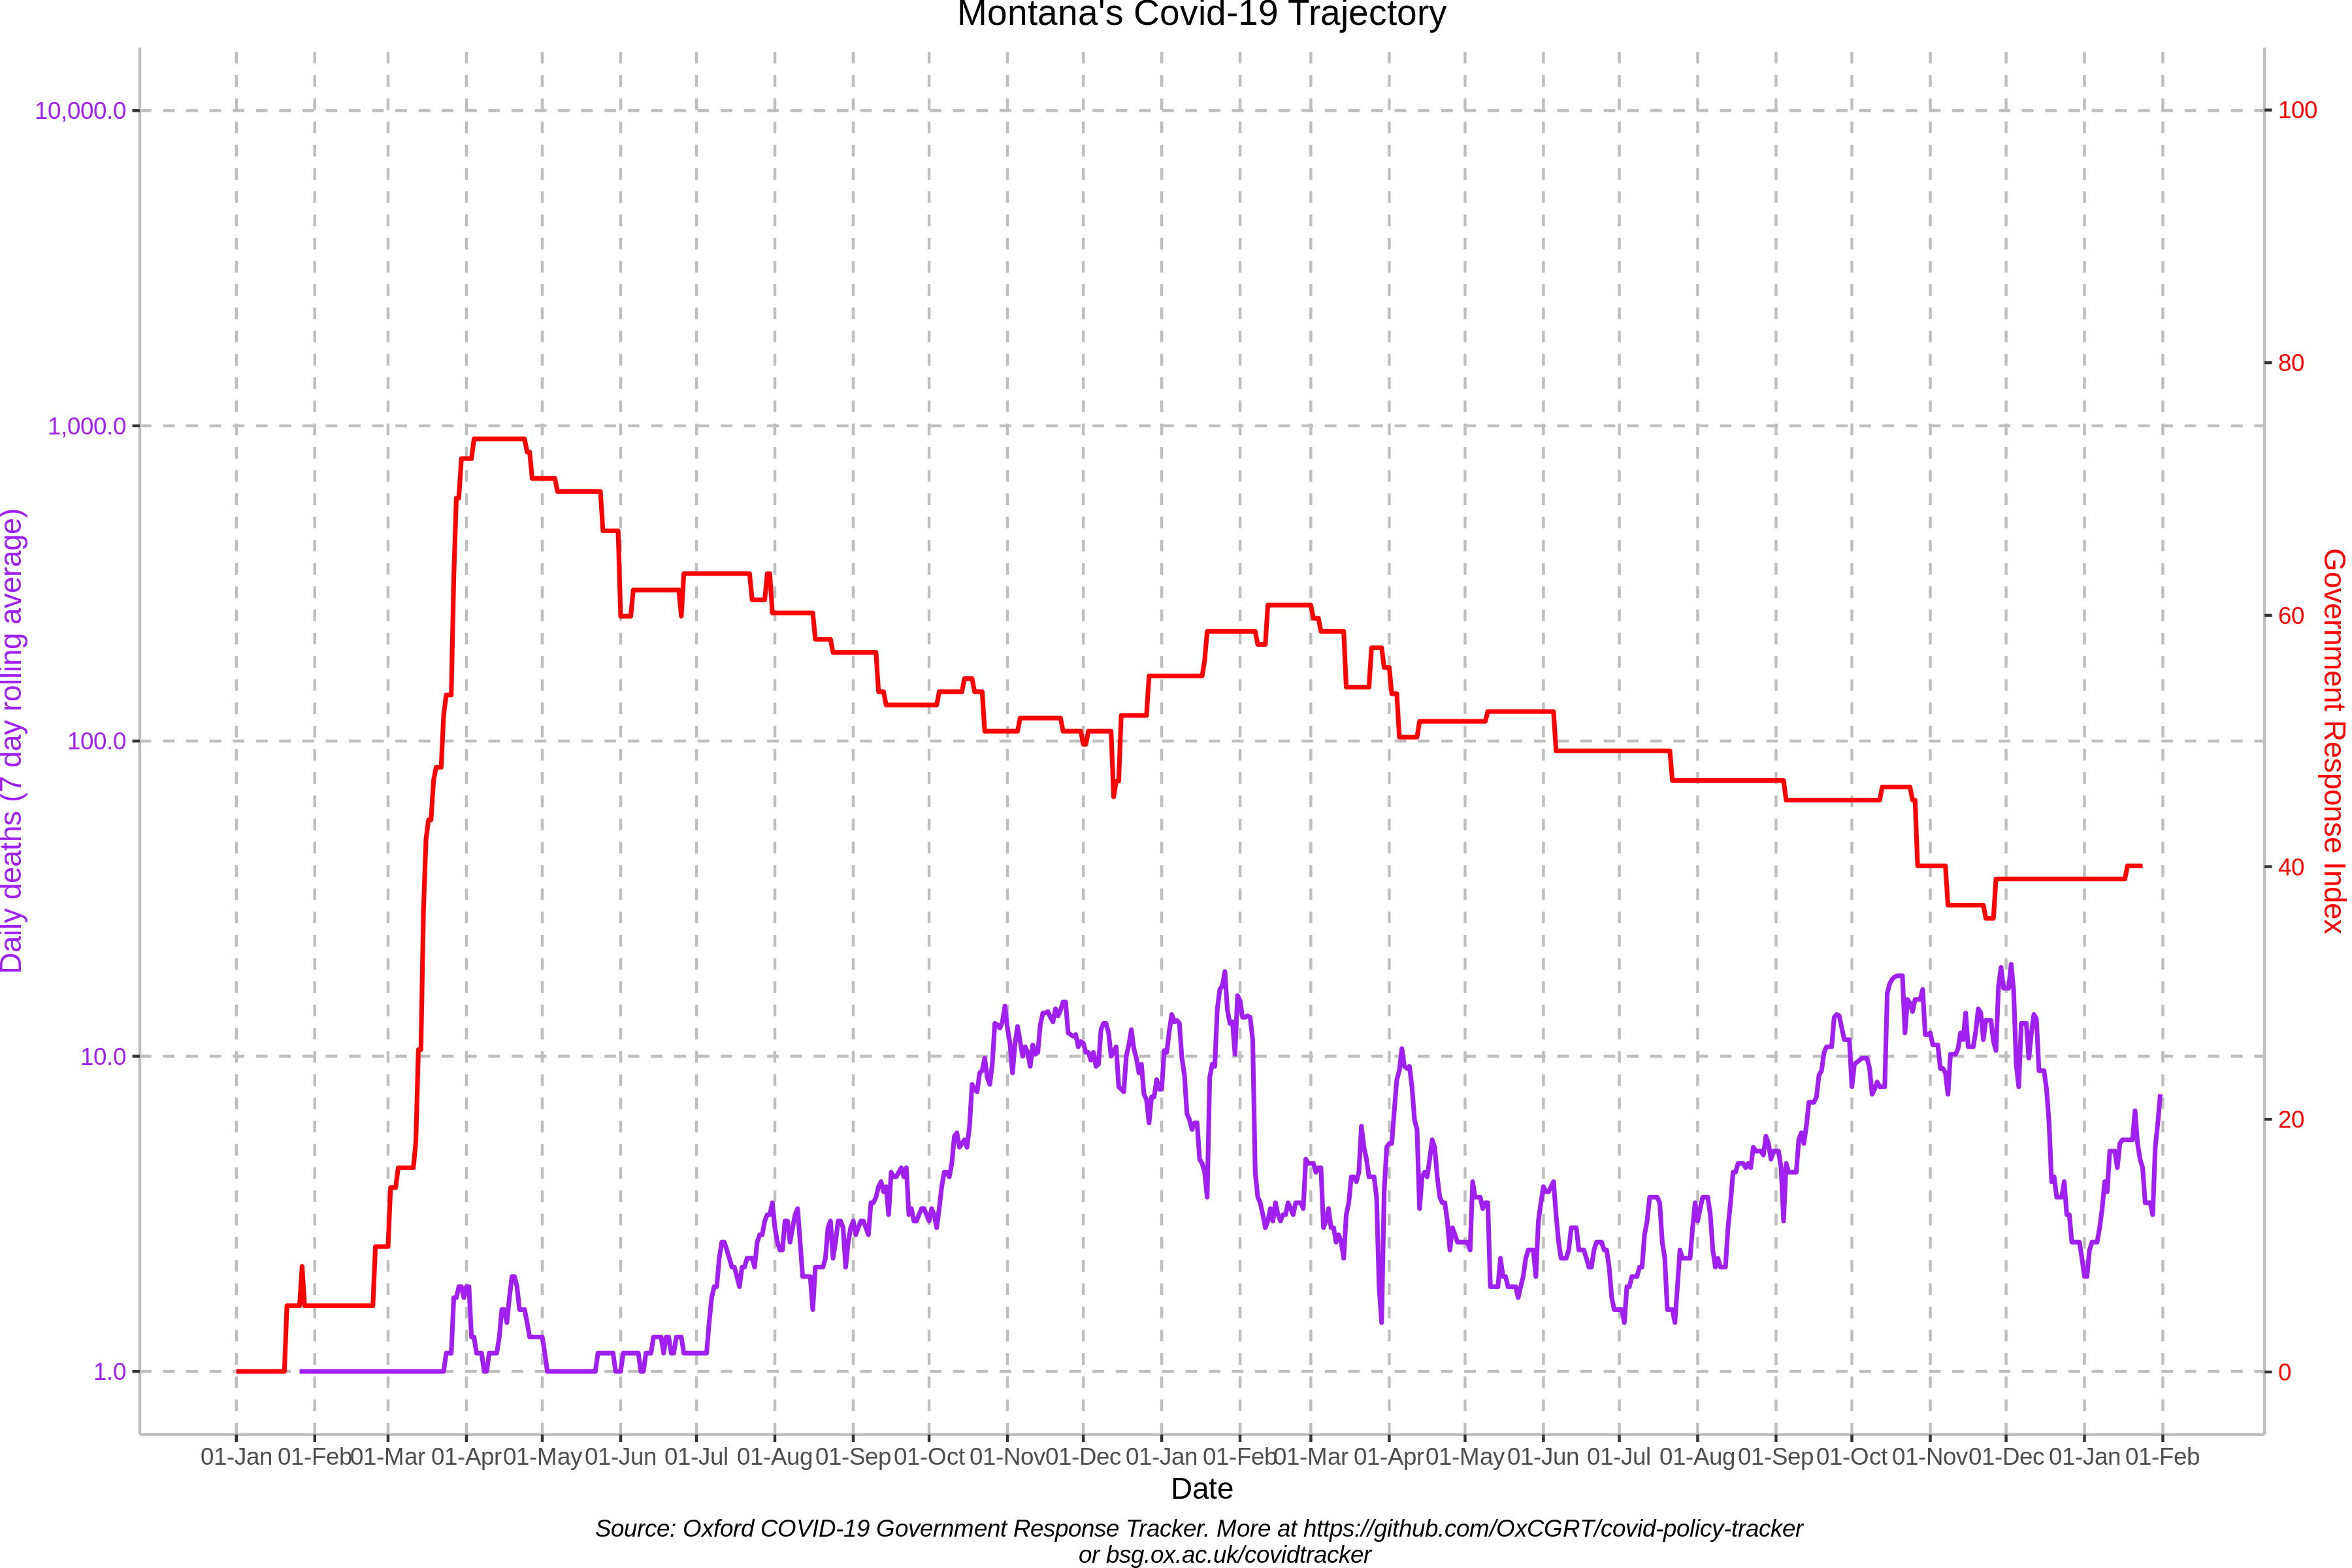 Montana's Covid-19 Trajectory
10,000.0
1,000.0
100.0
10.0
1.0
Daily deaths (7 day rolling average)
100
80
60
40
20
0
Government Response Index
01-Jan 01-Feb 01-Mar 01-Apr 01-May 01-Jun 01-Jul 01-Aug 01-Sep 01-Oct 01-Nov 01-Dec 01-Jan 01-Feb 01-Mar 01-Apr 01-May 01-Jun 01-Jul 01-Aug 01-Sep 01-Oct 01-Nov 01-Dec 01-Jan 01-Feb
Date
Source: Oxford COVID-19 Government Response Tracker. More at https://github.com/OxCGRT/covid-policy-tracker
or bsg.ox.ac.uk/covidtracker